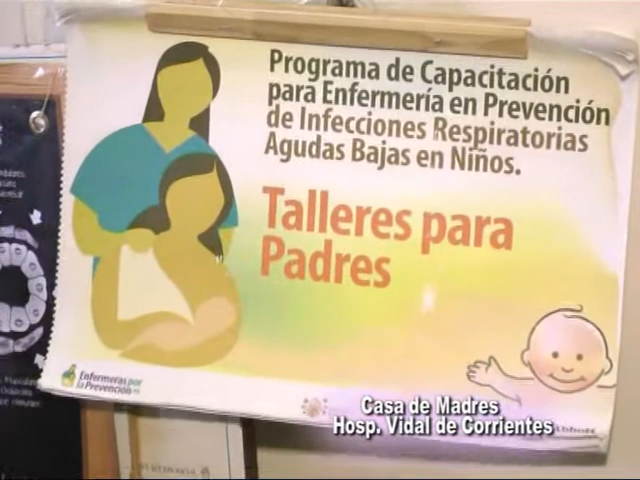 Programa de Capacitación
para Enfermería en Prevención
de Infecciones Respiratorias
Agudas Bajas en Niños.
Talleres para
Padres
Enfermeras por
la Prevención
Casa de Madres
Hosp. Vidal de Corrientes
Abbott